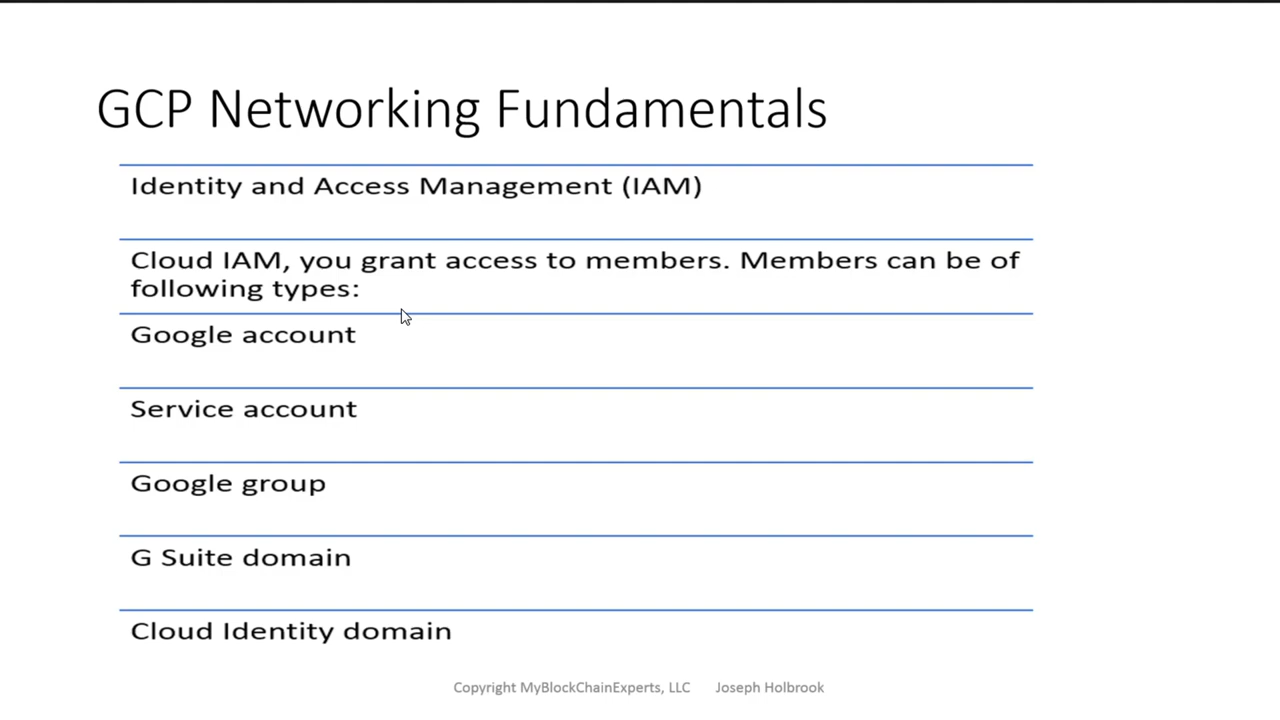 GCP Networking Fundamentals
Identity and Access Management (IAM)
Cloud IAM, you grant access to members. Members can be of
following types:
Google account
Service account
Google group
G Suite domain
Cloud Identity domain
Copyright MyBlockChainExperts, LLC Joseph Holbrook